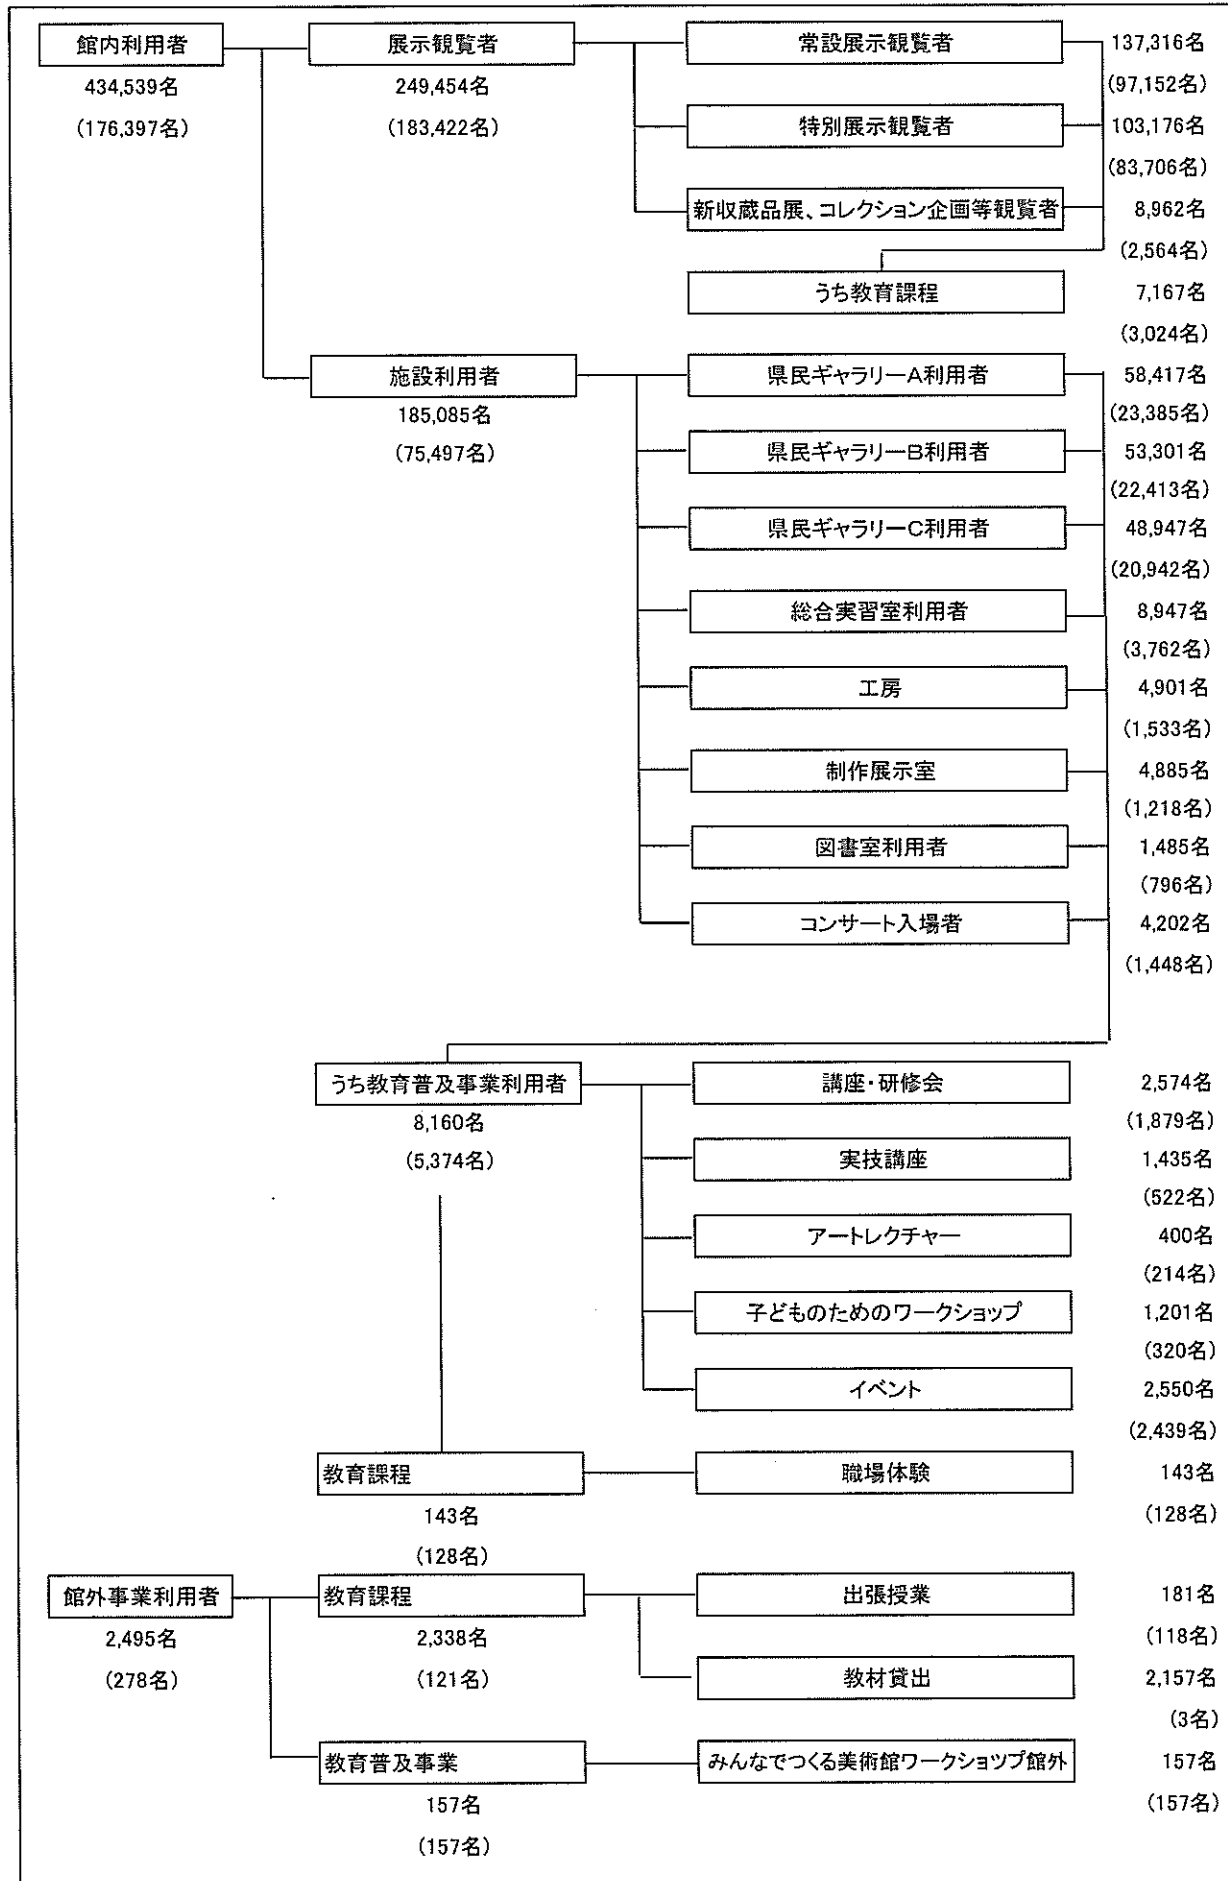 館内利用者
434,539名
(176,397名)
展示観覧者
249,454名
(183,422名)
常設展示観覧者
137,316名
(97,152名)
特別展示観覧者
103,176名
(83,706名)
新収蔵品展、コレクション企画等観覧者
8,962名
(2,564名)
うち教育課程
7,167名
(3,024名)
施設利用者
185,085名
(75,497名)
県民ギャラリーA利用者
58,417名
(23,385名)
県民ギャラリーB利用者
53,301名
(22,413名)
県民ギャラリーC利用者
48,947名
(20,942名)
総合実習室利用者
8,947名
(3,762名)
工房
4,901名
(1,533名)
制作展示室
4,885名
(1,218名)
図書室利用者
1,485名
(796名)
コンサート入場者
4,202名
(1,448名)
うち教育普及事業利用者
8,160名
(5,374名)
講座・研修会
2,574名
(1,879名)
実技講座
1,435名
(522名)
アートレクチャー
400名
(214名)
子どものためのワークショップ
1,201名
(320名)
イベント
2,550名
(2,439名)
教育課程
143名
(128名)
職場体験
143名
(128名)
館外事業利用者
2,495名
(278名)
教育課程
2,338名
(121名)
出張授業
181名
(118名)
教材貸出
2,157名
(3名)
教育普及事業
157名
(157名)
みんなでつくる美術館ワークショップ館外
157名
(157名)